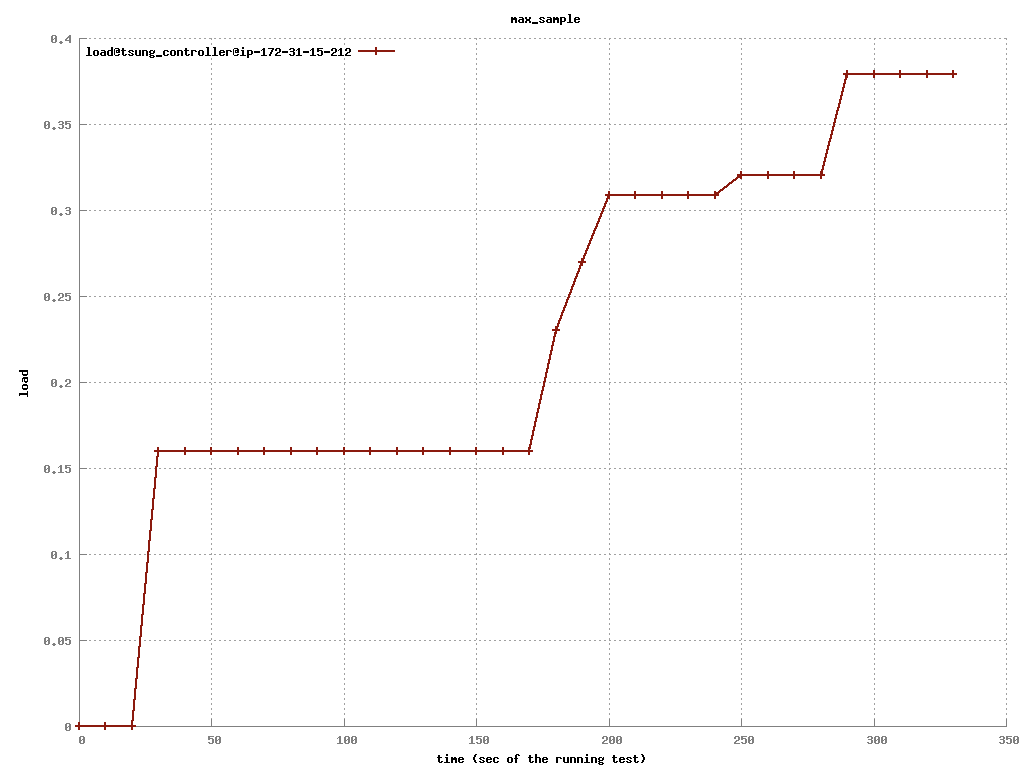 max_sample
load@tsung_controller@ip-172-31-15-212
0.4
0.35
0.3
0.25
0.2
0.15
0.1
0.05
0
load
0 50 100 150 200 250 300 350
time (sec of the running test)